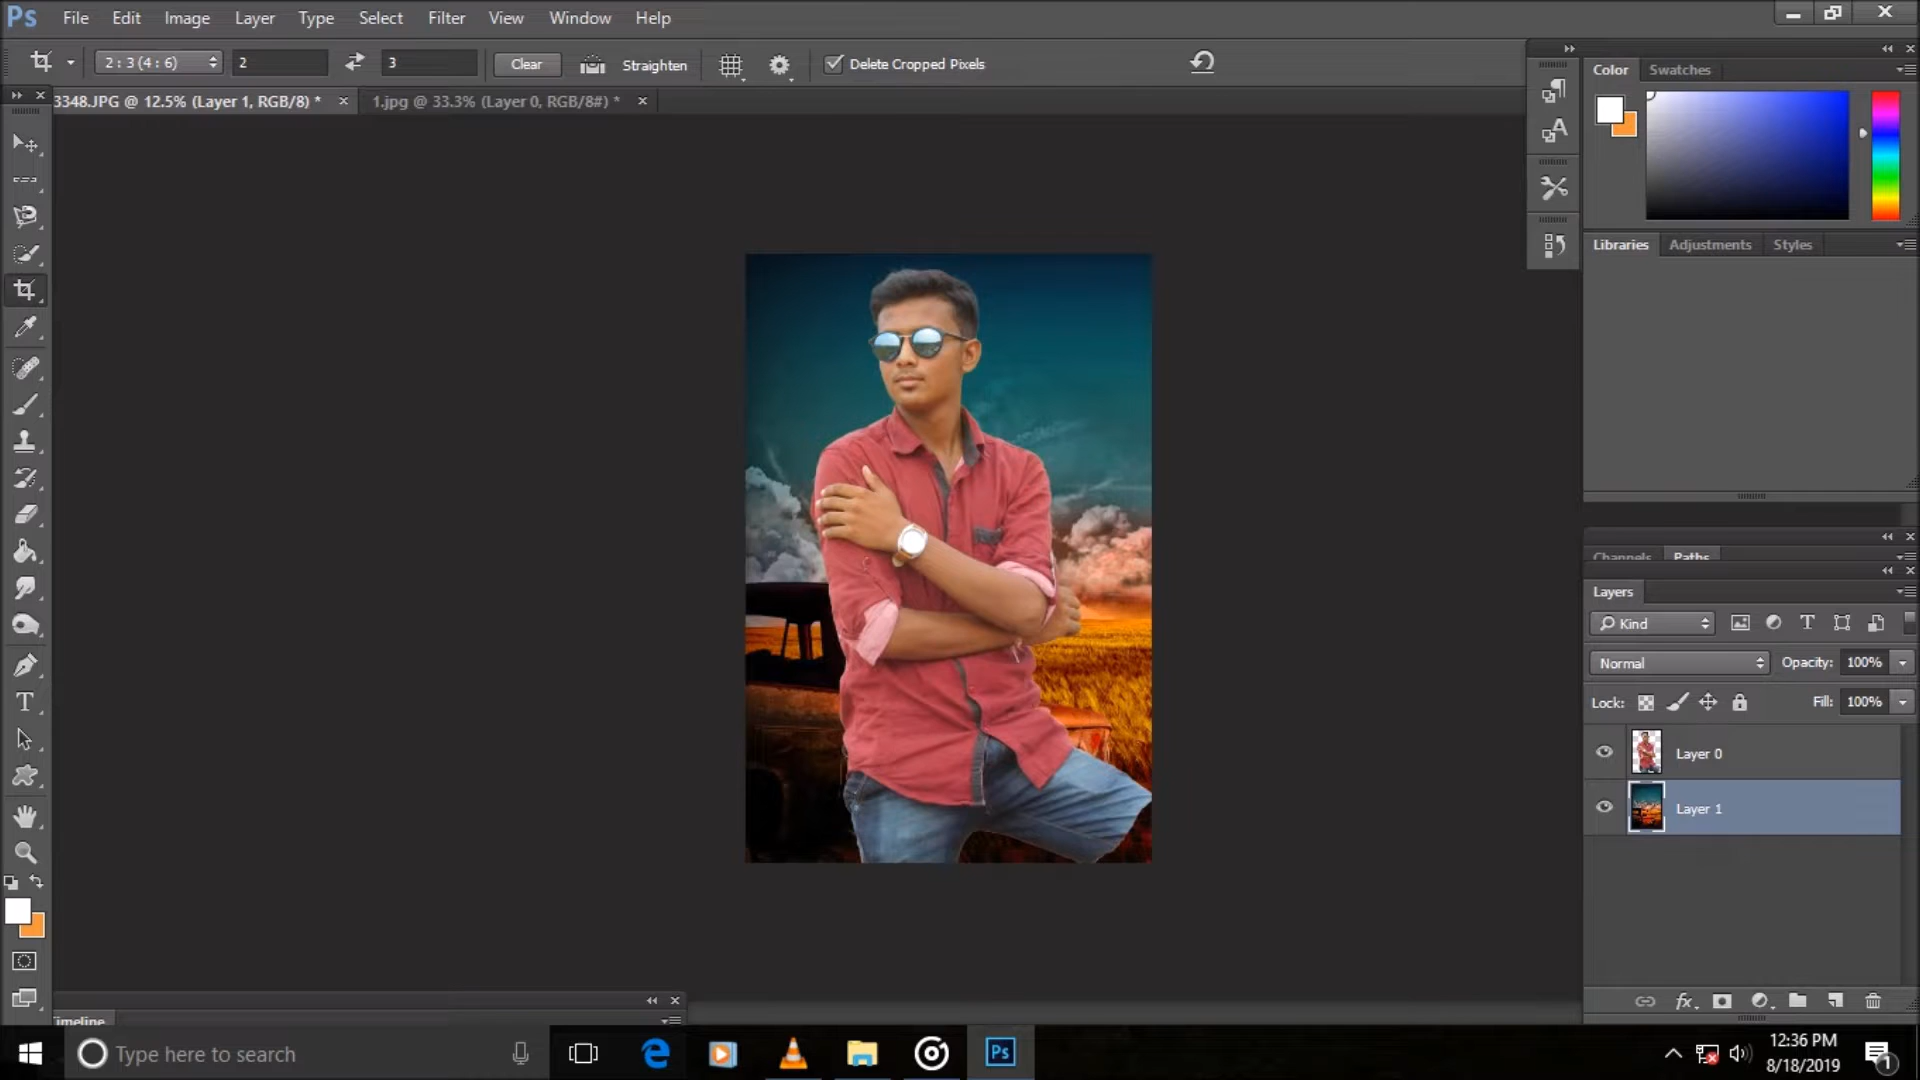 Ps File Edit Image Layer Type Select Filter View Window Help
2 : 3 (4 : 6) 2 3 Clear Straighten Delete Cropped Pixels
3348.JPG @ 12.5% (Layer 1, RGB/8) * 1.jpg @ 33.3% (Layer 0, RGB/8#) *
Color Swatches
Libraries Adjustments Styles
Channels Paths
Layers
Kind
Normal Opacity: 100%
Lock: Fill: 100%
Layer 0
Layer 1
Timeline
Type here to search
Ps
12:36 PM
8/18/2019
1